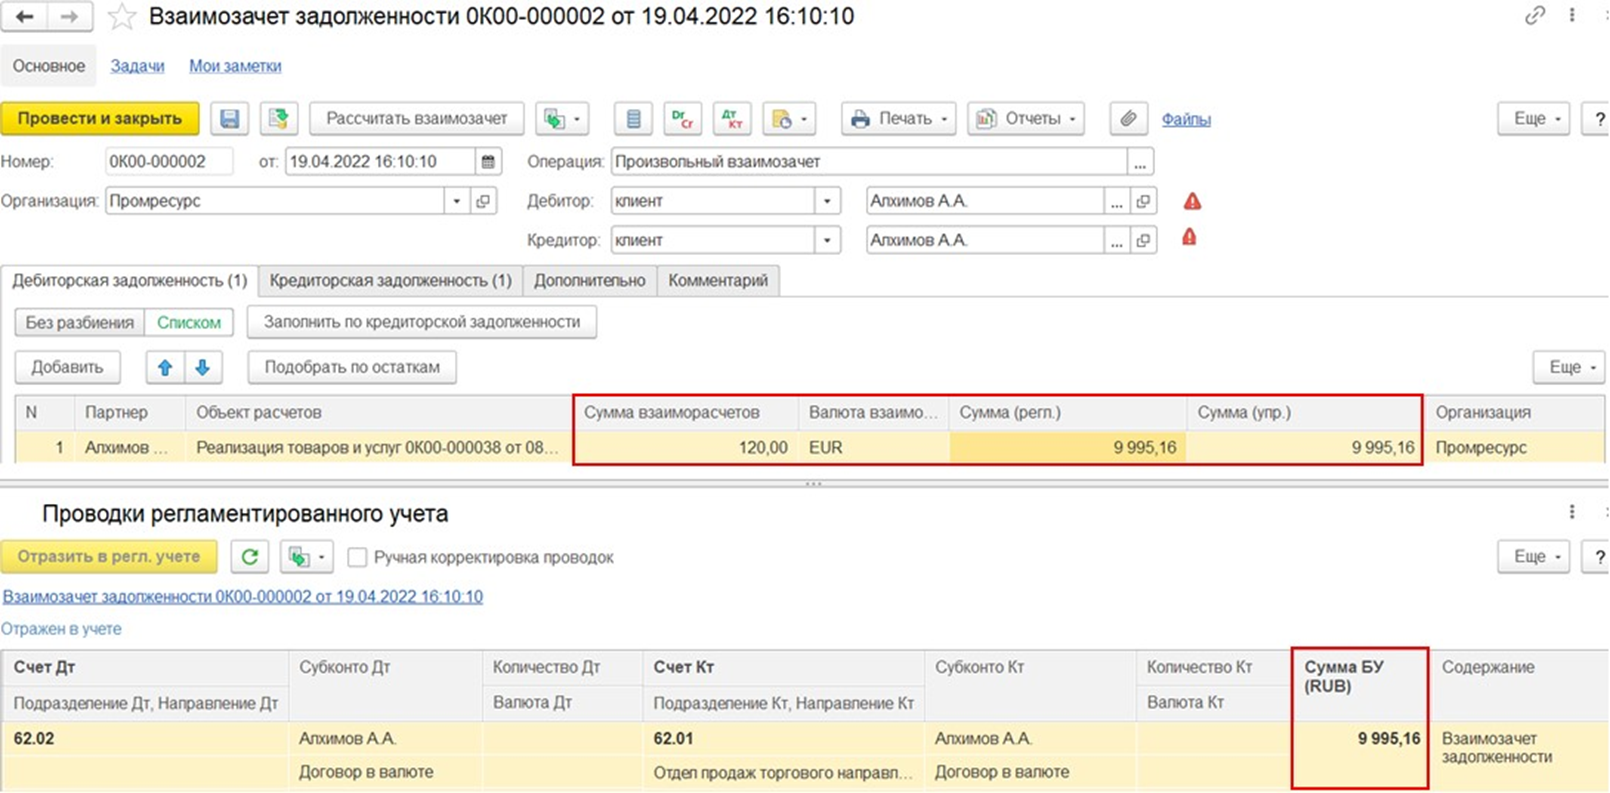 Взаимозачет задолженности 0К00-000002 от 19.04.2022 16:10:10
Основное Задачи Мои заметки
Провести и закрыть Рассчитать взаимозачет Dr Cr Дт Кт Печать Отчеты Файлы Еще ?
Номер: 0К00-000002 от: 19.04.2022 16:10:10 Операция: Произвольный взаимозачет ...
Организация: Промресурс Дебитор: клиент Алхимов А.А. ...
Кредитор: клиент Алхимов А.А. ...
Дебиторская задолженность (1) Кредиторская задолженность (1) Дополнительно Комментарий
Без разбиения Списком Заполнить по кредиторской задолженности
Добавить Подобрать по остаткам Еще
N Партнер Объект расчетов Сумма взаиморасчетов Валюта взаимо... Сумма (регл.) Сумма (упр.) Организация
1 Алхимов ... Реализация товаров и услуг 0К00-000038 от 08... 120,00 EUR 9 995,16 9 995,16 Промресурс
Проводки регламентированного учета
Отразить в регл. учете Ручная корректировка проводок Еще ?
Взаимозачет задолженности 0К00-000002 от 19.04.2022 16:10:10
Отражен в учете
Счет Дт Субконто Дт Количество Дт Счет Кт Субконто Кт Количество Кт Сумма БУ (RUB) Содержание
Подразделение Дт, Направление Дт Валюта Дт Подразделение Кт, Направление Кт Валюта Кт
62.02 Алхимов А.А. 62.01 Алхимов А.А. 9 995,16 Взаимозачет задолженности
Договор в валюте Отдел продаж торгового направл... Договор в валюте